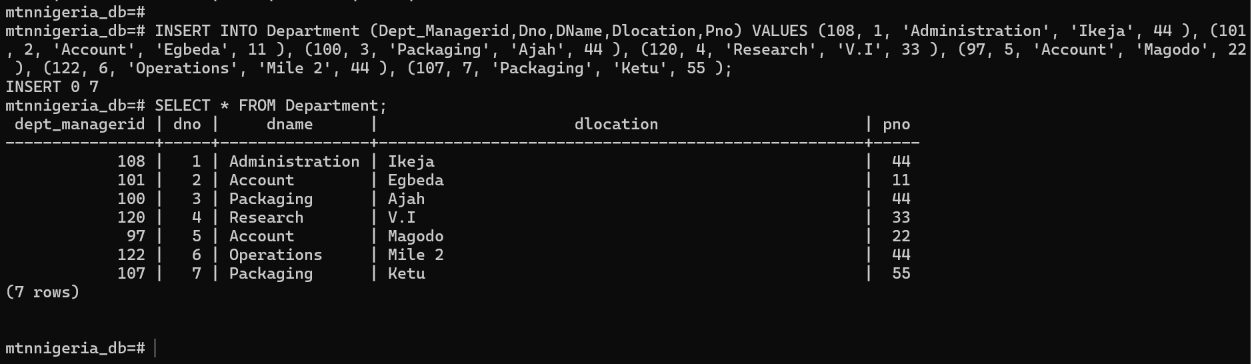 mtnnigeria_db=#
mtnnigeria_db=# INSERT INTO Department (Dept_Managerid,Dno,DName,Dlocation,Pno) VALUES (108, 1, 'Administration', 'Ikeja', 44 ), (101
, 2, 'Account', 'Egbeda', 11 ), (100, 3, 'Packaging', 'Ajah', 44 ), (120, 4, 'Research', 'V.I', 33 ), (97, 5, 'Account', 'Magodo', 22
 ), (122, 6, 'Operations', 'Mile 2', 44 ), (107, 7, 'Packaging', 'Ketu', 55 );
INSERT 0 7
mtnnigeria_db=# SELECT * FROM Department;
 dept_managerid | dno |     dname      |                     dlocation                      | pno
----------------+-----+----------------+----------------------------------------------------+-----
            108 |   1 | Administration | Ikeja                                              |  44
            101 |   2 | Account        | Egbeda                                             |  11
            100 |   3 | Packaging      | Ajah                                               |  44
            120 |   4 | Research       | V.I                                                |  33
             97 |   5 | Account        | Magodo                                             |  22
            122 |   6 | Operations     | Mile 2                                             |  44
            107 |   7 | Packaging      | Ketu                                               |  55
(7 rows)
mtnnigeria_db=#